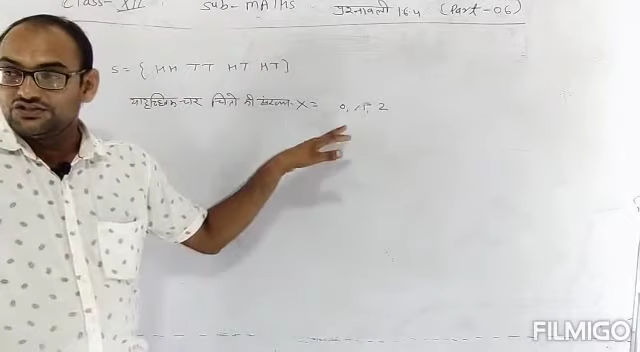 Class- XII Sub- MATHS प्रश्नावली 16.4 (Part-06)
S = { HH TT HT HT }
यादृच्छिक चर चितो की संख्या X = 0, 1, 2
FILMIGO